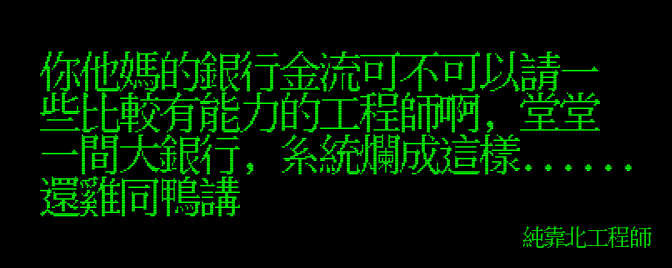 你他媽的銀行金流可不可以請一
些比較有能力的工程師啊，堂堂
一間大銀行，糸統爛成這樣......
還雞同鴨講
純靠北工程師